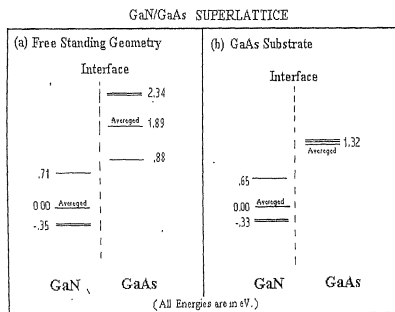 GaN/GaAs SUPERLATTICE
(a) Free Standing Geometry
Interface
2.34
Averaged 1.89
.88
.71
0.00 Averaged
-.35
GaN GaAs
(b) GaAs Substrate
Interface
1.32
Averaged
.65
0.00 Averaged
-.33
GaN GaAs
(All Energies are in eV.)